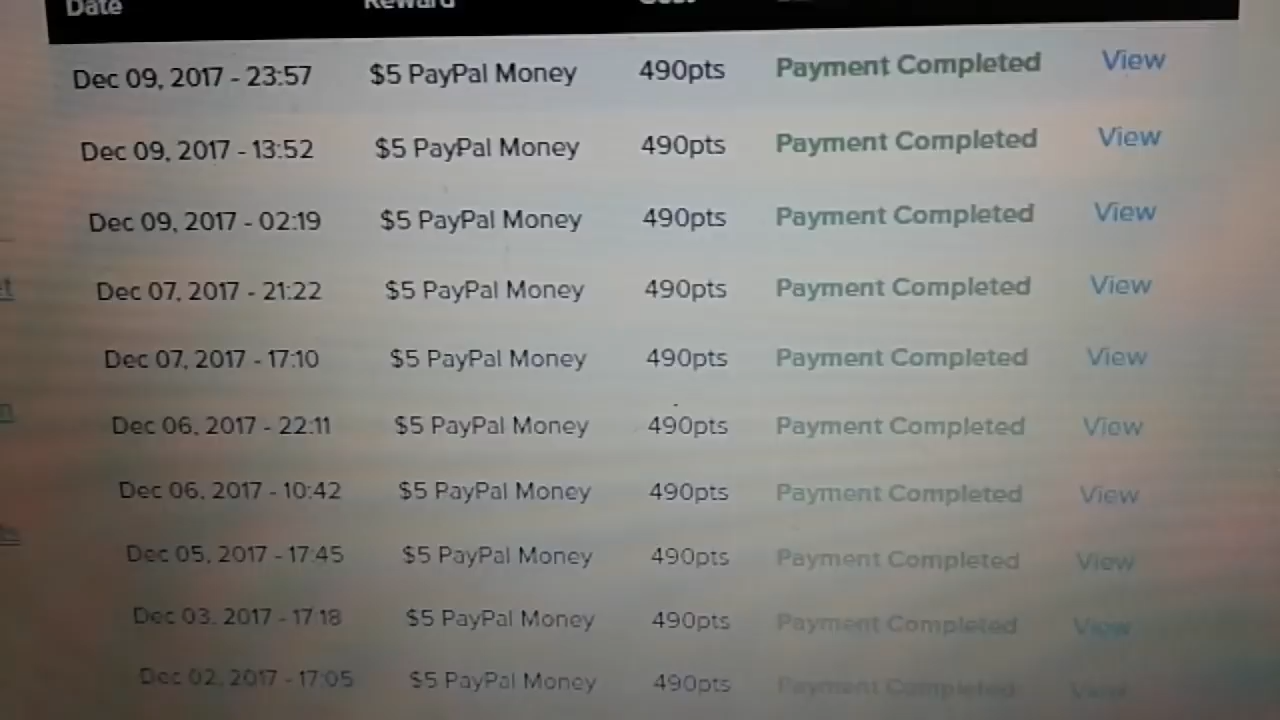 Date Reward Cost
Dec 09, 2017 - 23:57 $5 PayPal Money 490pts Payment Completed View
Dec 09, 2017 - 13:52 $5 PayPal Money 490pts Payment Completed View
Dec 09, 2017 - 02:19 $5 PayPal Money 490pts Payment Completed View
Dec 07, 2017 - 21:22 $5 PayPal Money 490pts Payment Completed View
Dec 07, 2017 - 17:10 $5 PayPal Money 490pts Payment Completed View
Dec 06, 2017 - 22:11 $5 PayPal Money 490pts Payment Completed View
Dec 06, 2017 - 10:42 $5 PayPal Money 490pts Payment Completed View
Dec 05, 2017 - 17:45 $5 PayPal Money 490pts Payment Completed View
Dec 03, 2017 - 17:18 $5 PayPal Money 490pts Payment Completed View
Dec 02, 2017 - 17:05 $5 PayPal Money 490pts Payment Completed View